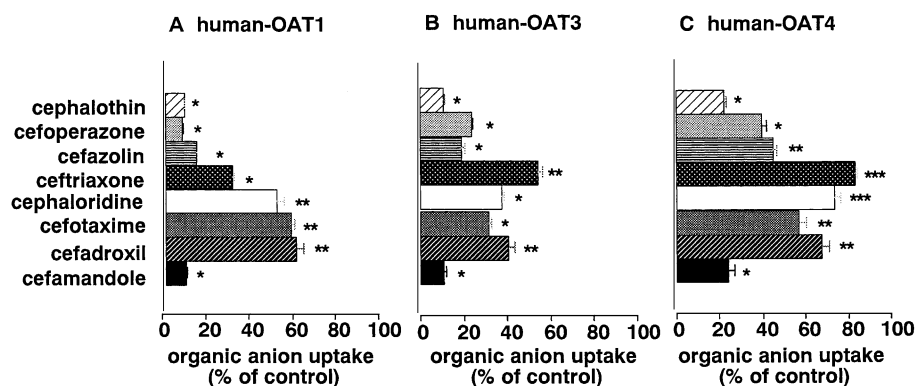 A human-OAT1
B human-OAT3
C human-OAT4
cephalothin
cefoperazone
cefazolin
ceftriaxone
cephaloridine
cefotaxime
cefadroxil
cefamandole
* * *
* * *
* * **
* ** ***
** * ***
** * **
** ** **
* * *
0 20 40 60 80 100
0 20 40 60 80 100
0 20 40 60 80 100
organic anion uptake
(% of control)
organic anion uptake
(% of control)
organic anion uptake
(% of control)